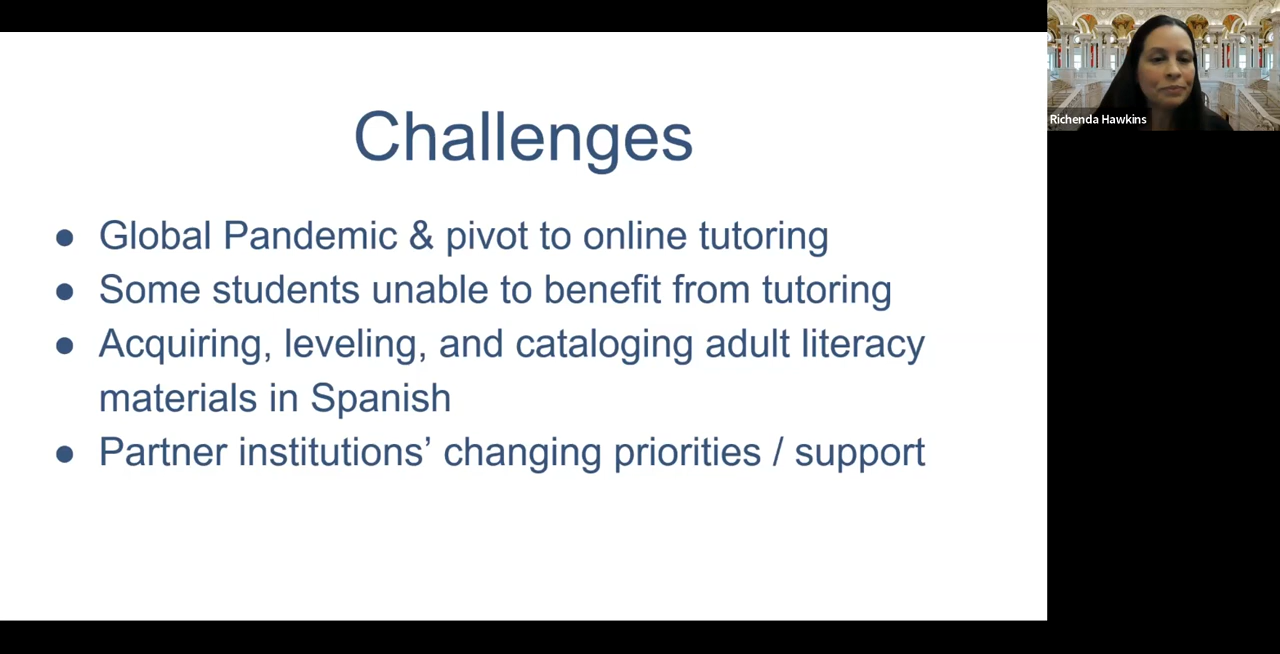 Challenges
● Global Pandemic & pivot to online tutoring
● Some students unable to benefit from tutoring
● Acquiring, leveling, and cataloging adult literacy
materials in Spanish
● Partner institutions’ changing priorities / support
Richenda Hawkins